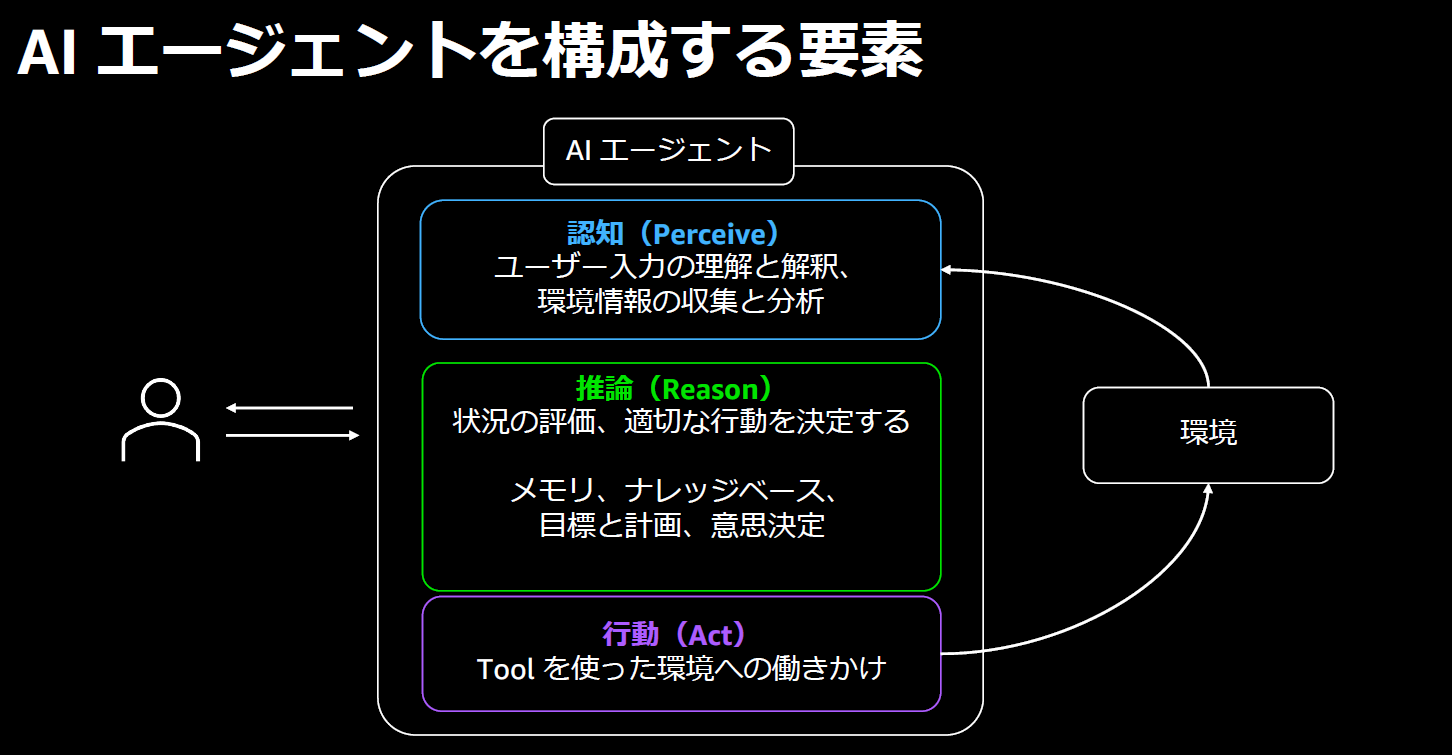 AI エージェントを構成する要素
AI エージェント
認知（Perceive）
ユーザー入力の理解と解釈、
環境情報の収集と分析
推論（Reason）
状況の評価、適切な行動を決定する
メモリ、ナレッジベース、
目標と計画、意思決定
環境
行動（Act）
Tool を使った環境への働きかけ